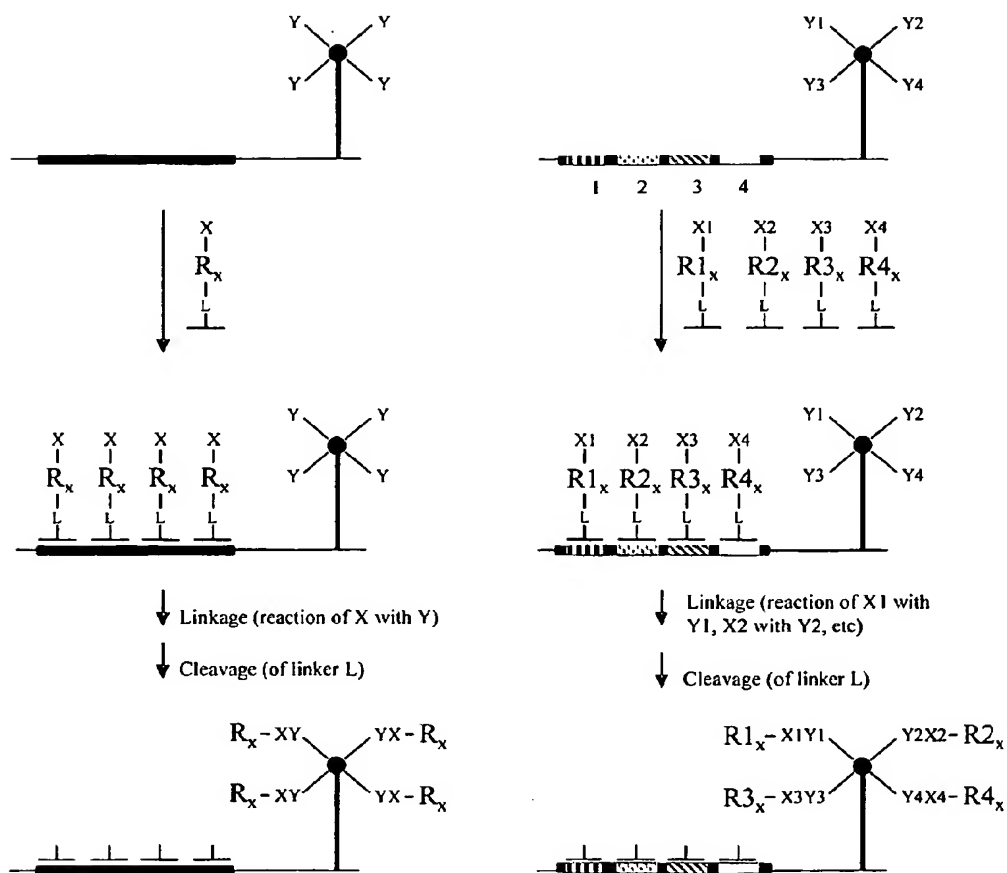 Y Y Y1 Y2
Y Y Y3 Y4
1 2 3 4
X X1 X2 X3 X4
Rx R1x R2x R3x R4x
L L L L L
Y Y Y1 Y2
X X X X X1 X2 X3 X4
Y Y Y3 Y4
Rx Rx Rx Rx R1x R2x R3x R4x
L L L L L L L L
Linkage (reaction of X with Y)
Cleavage (of linker L)
Linkage (reaction of X1 with
Y1, X2 with Y2, etc)
Cleavage (of linker L)
Rx - XY YX - Rx
Rx - XY YX - Rx
R1x - X1Y1 Y2X2 - R2x
R3x - X3Y3 Y4X4 - R4x